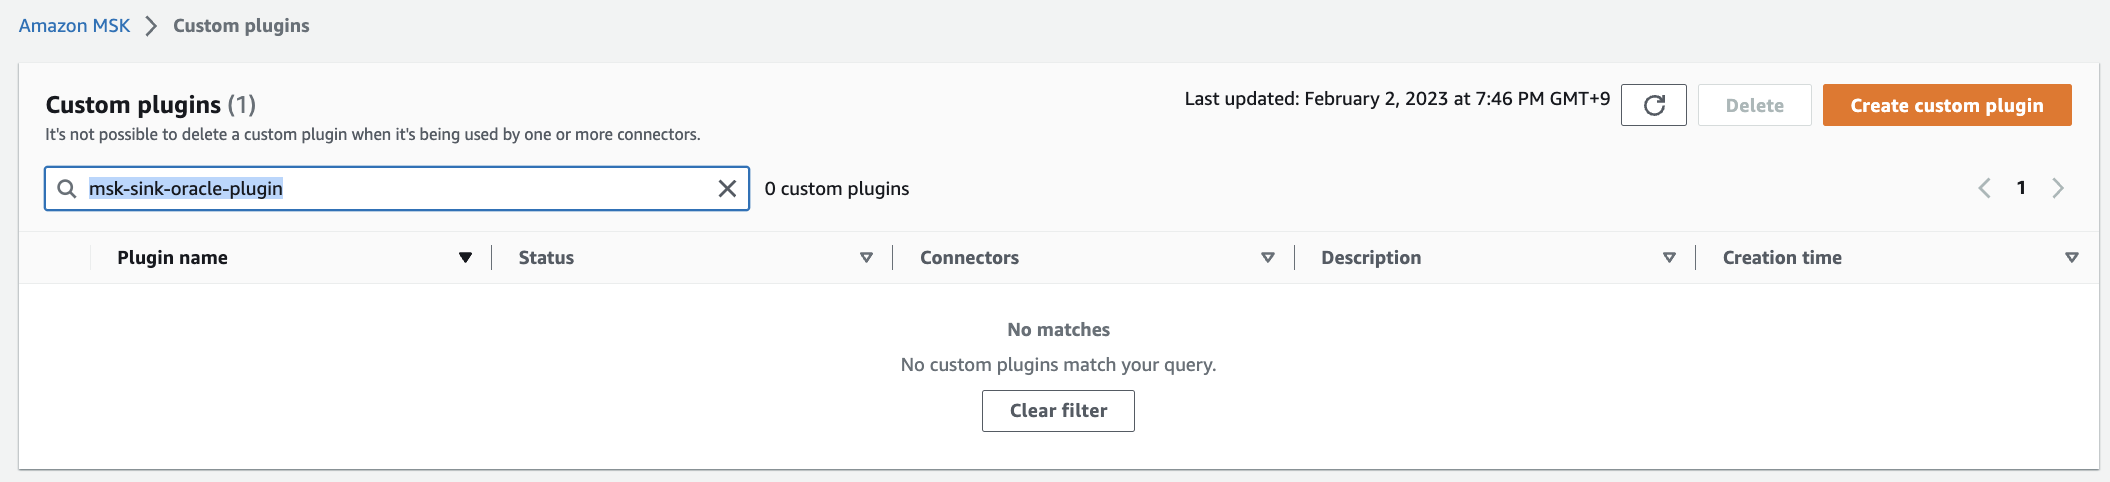 Amazon MSK > Custom plugins
Custom plugins (1)
Last updated: February 2, 2023 at 7:46 PM GMT+9
Delete
Create custom plugin
It's not possible to delete a custom plugin when it's being used by one or more connectors.
msk-sink-oracle-plugin
0 custom plugins
1
Plugin name
Status
Connectors
Description
Creation time
No matches
No custom plugins match your query.
Clear filter